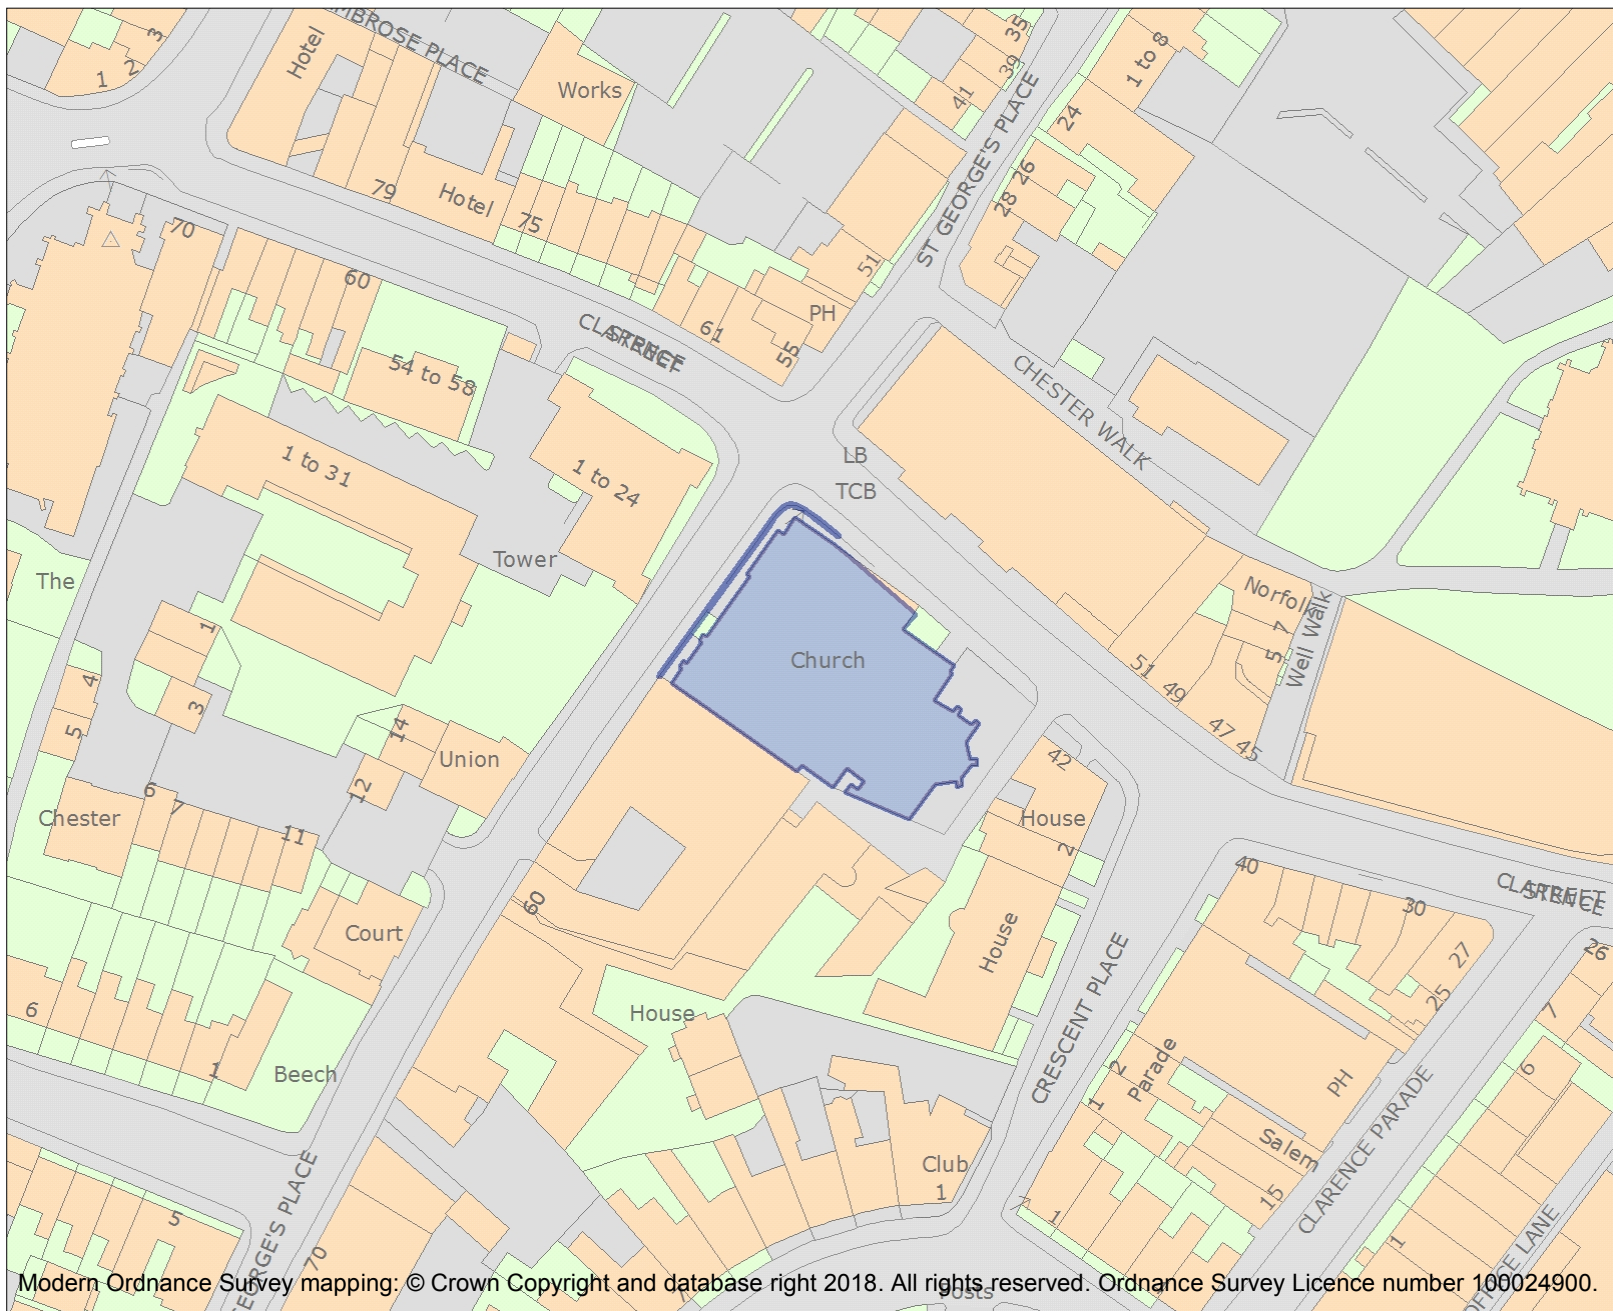 MBROSE PLACE
Hotel
3
2
1
Works
35
39
41
1 to 8
24
26
28
ST GEORGE'S PLACE
79
Hotel
75
70
60
51
PH
61
55
CLARENCE
STREET
54 to 58
CHESTER WALK
1 to 31
1 to 24
LB
TCB
Tower
The
Norfolk
7
5
Well Walk
1
Church
51
49
47
45
4
3
5
14
Union
12
42
6
7
Chester
11
House
2
40
60
Court
House
30
CLARENCE
STREET
27
26
25
6
House
7
CRESCENT PLACE
1
Beech
2
Parade
1
PH
6
Salem
CLARENCE PARADE
Club
1
15
5
1
1
EORGE'S PLACE
70
OFFICE LANE
Modern Ordnance Survey mapping: © Crown Copyright and database right 2018. All rights reserved. Ordnance Survey Licence number 100024900.
Posts